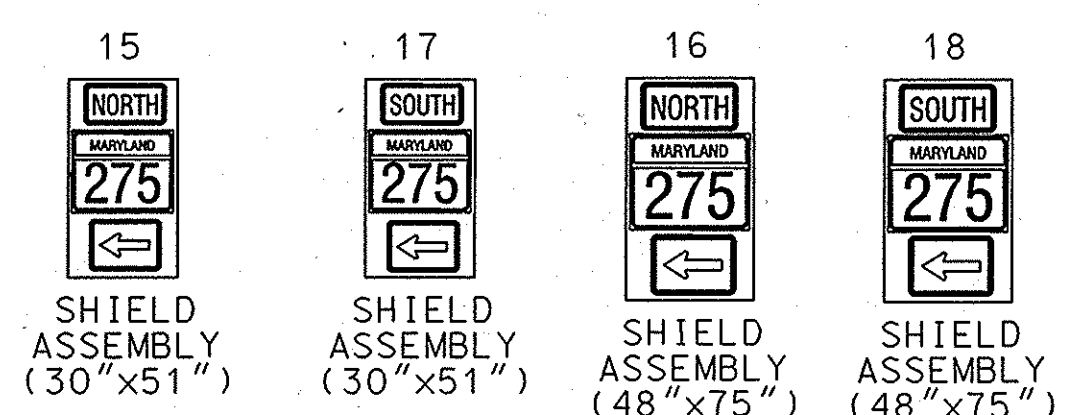 15
NORTH
MARYLAND
275
SHIELD
ASSEMBLY
(30"x51")
17
SOUTH
MARYLAND
275
SHIELD
ASSEMBLY
(30"x51")
16
NORTH
MARYLAND
275
SHIELD
ASSEMBLY
(48"x75")
18
SOUTH
MARYLAND
275
SHIELD
ASSEMBLY
(48"x75")